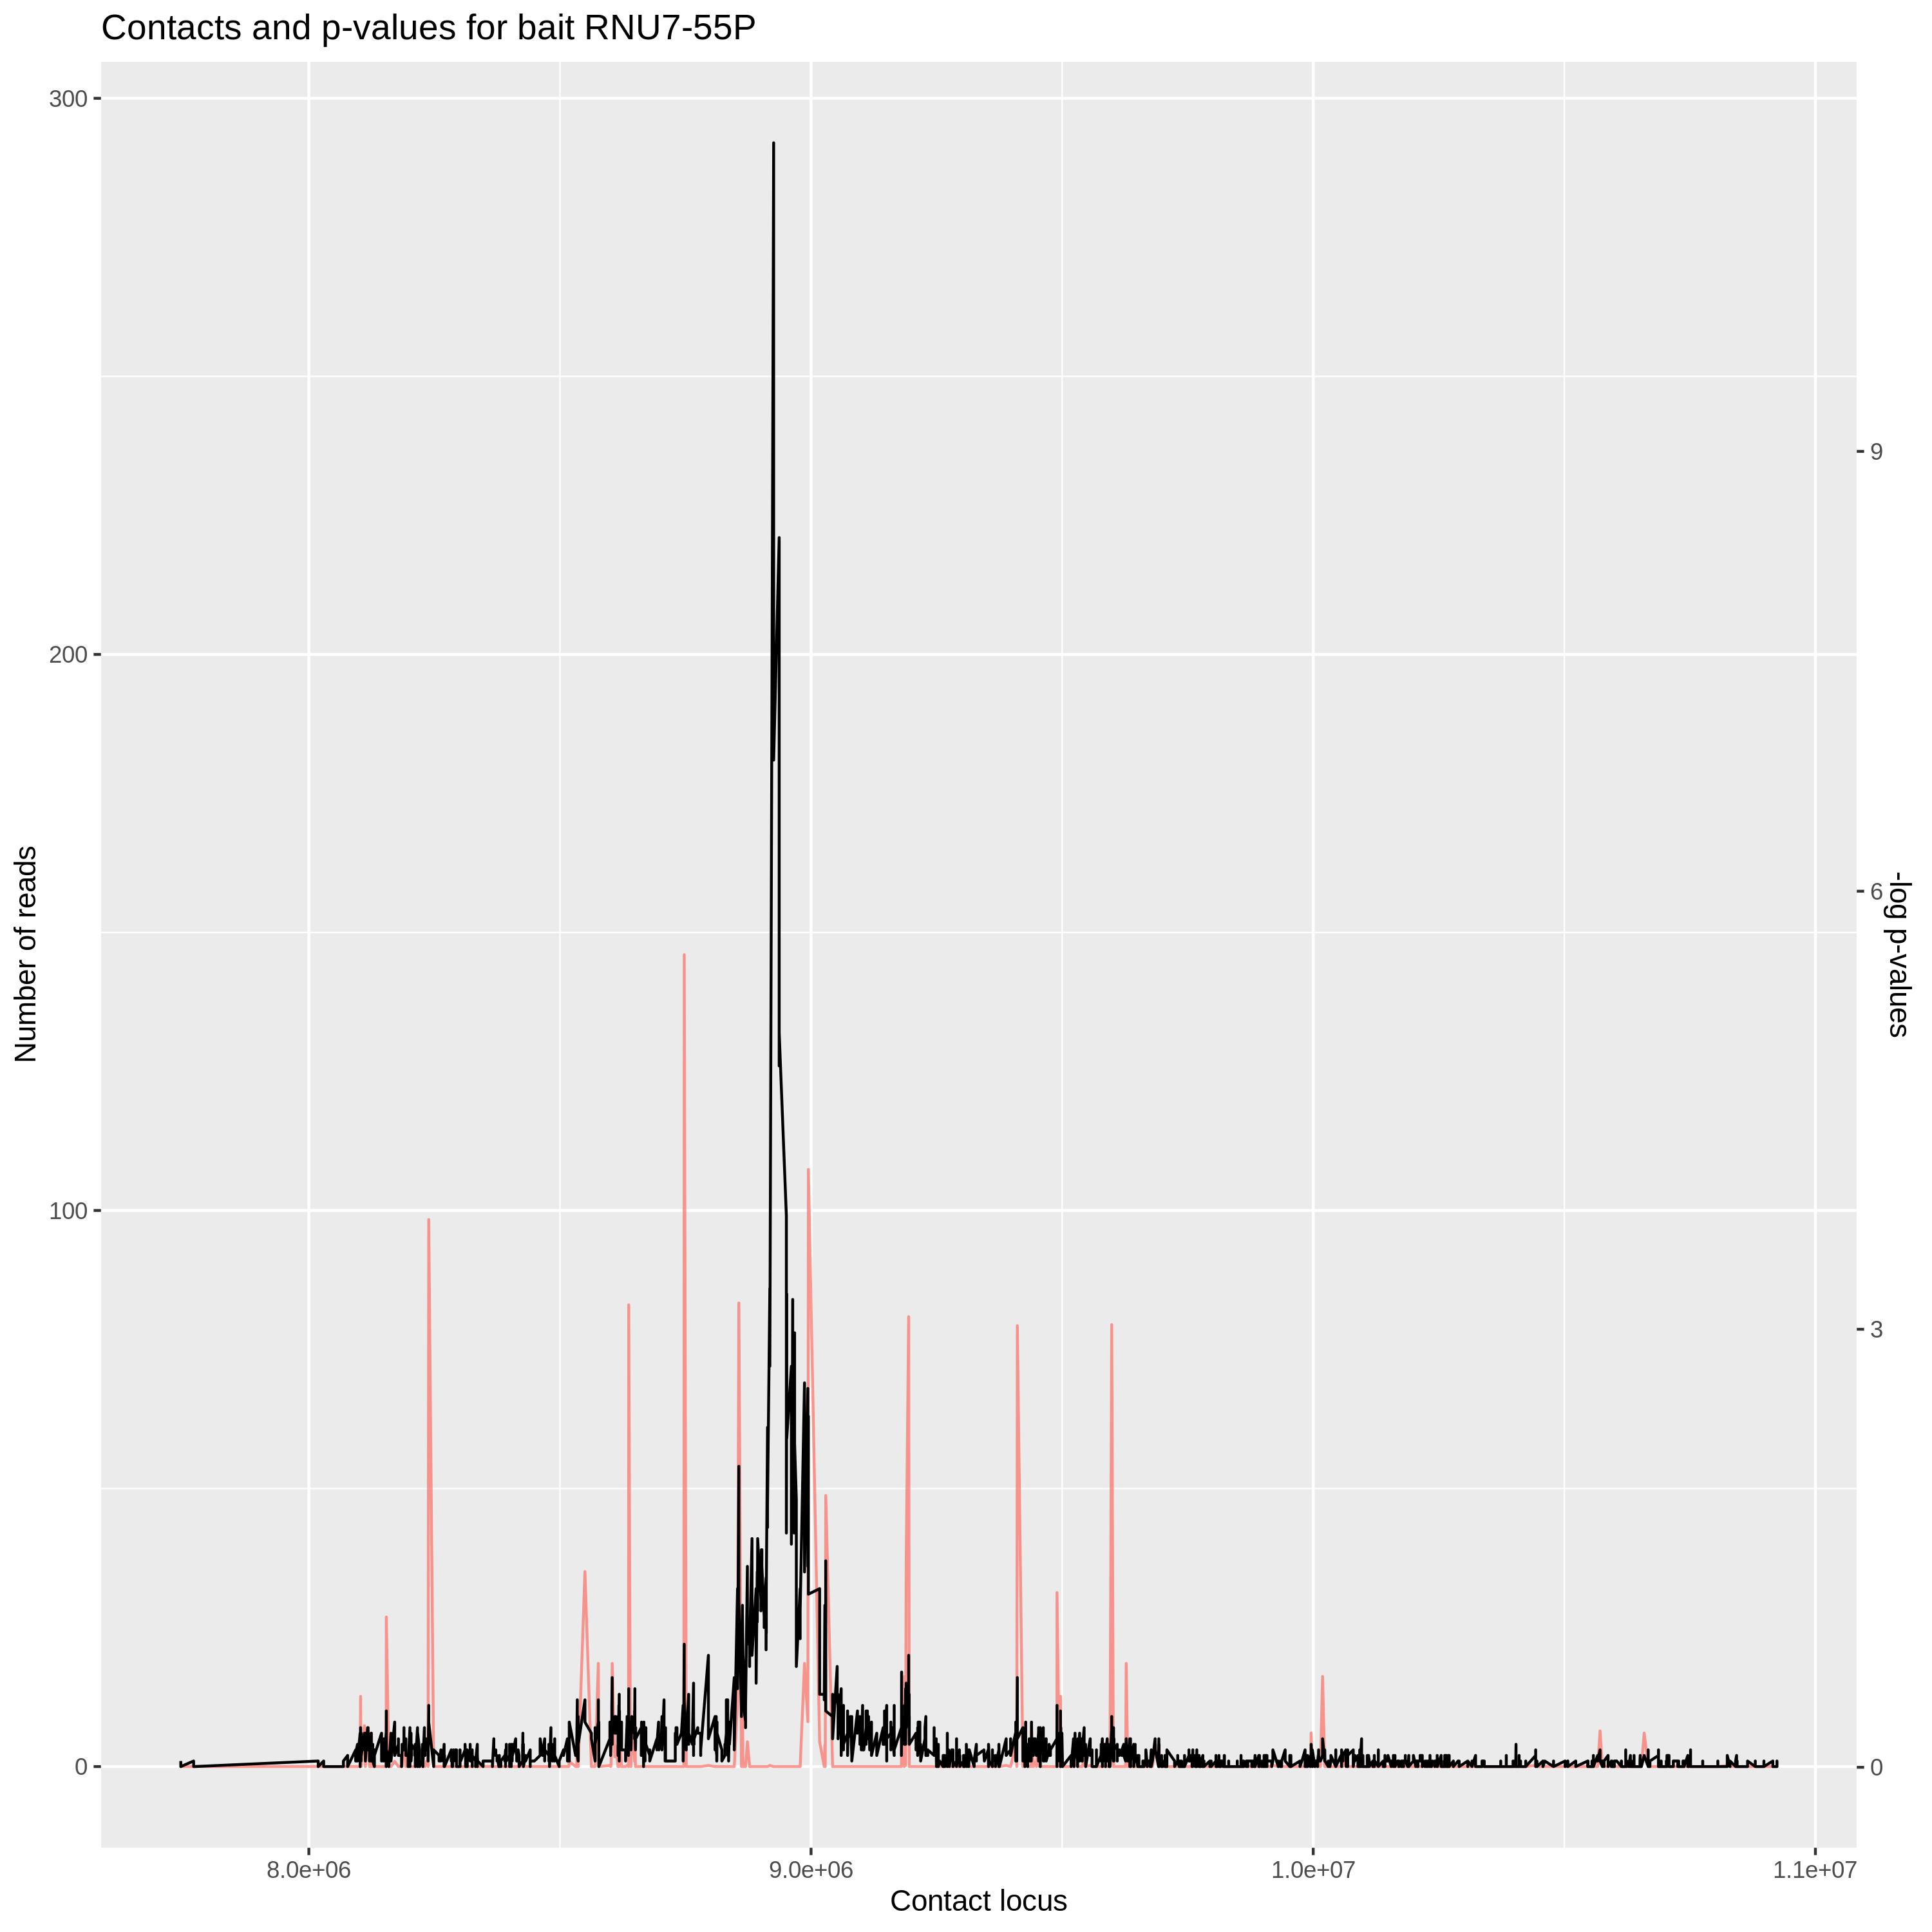 Contacts and p-values for bait RNU7-55P
300
200
100
0
Number of reads
9
6
3
0
-log p-values
8.0e+06
9.0e+06
1.0e+07
1.1e+07
Contact locus